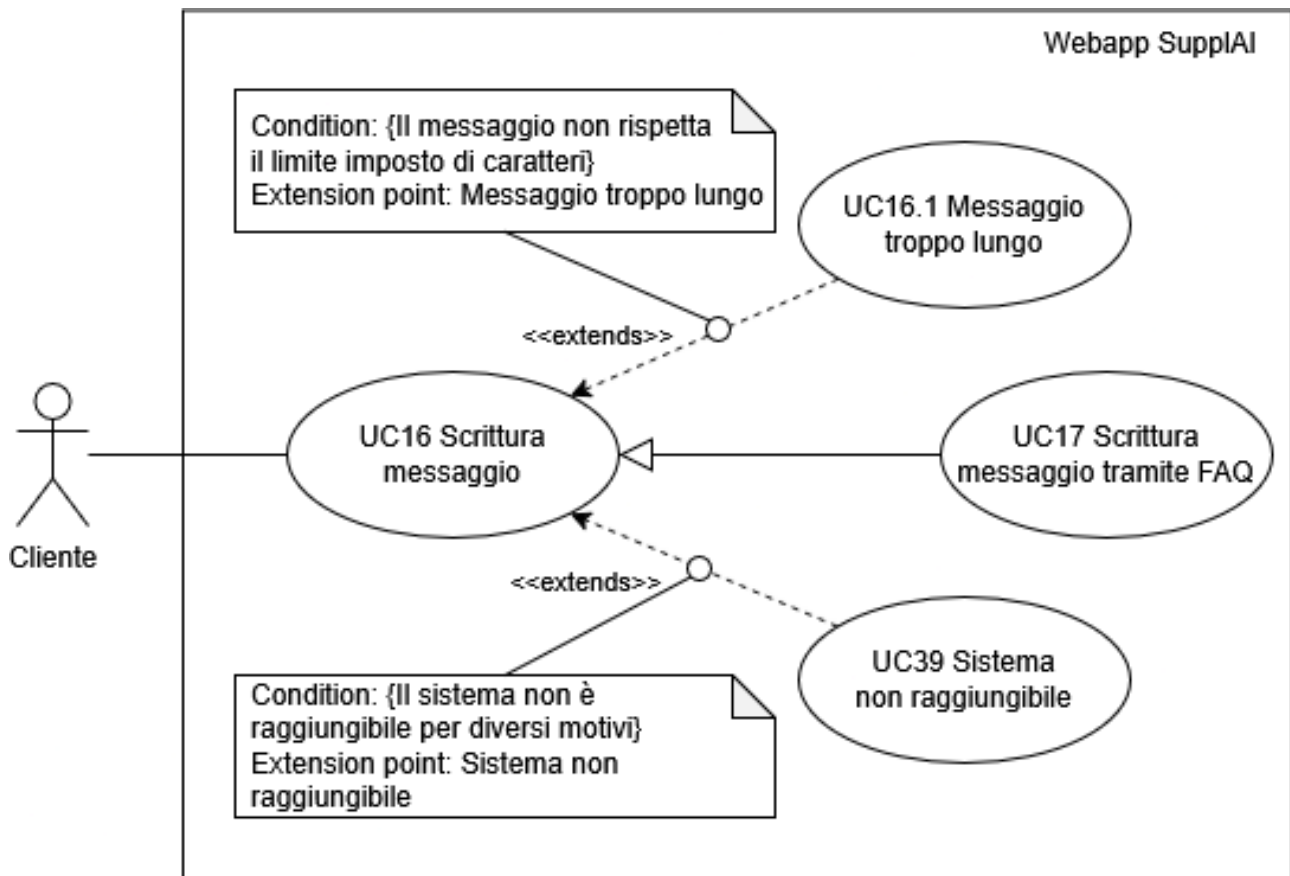 Webapp SupplAI
Condition: {Il messaggio non rispetta
il limite imposto di caratteri}
Extension point: Messaggio troppo lungo
UC16.1 Messaggio
troppo lungo
<<extends>>
UC16 Scrittura
messaggio
UC17 Scrittura
messaggio tramite FAQ
Cliente
<<extends>>
UC39 Sistema
non raggiungibile
Condition: {Il sistema non è
raggiungibile per diversi motivi}
Extension point: Sistema non
raggiungibile